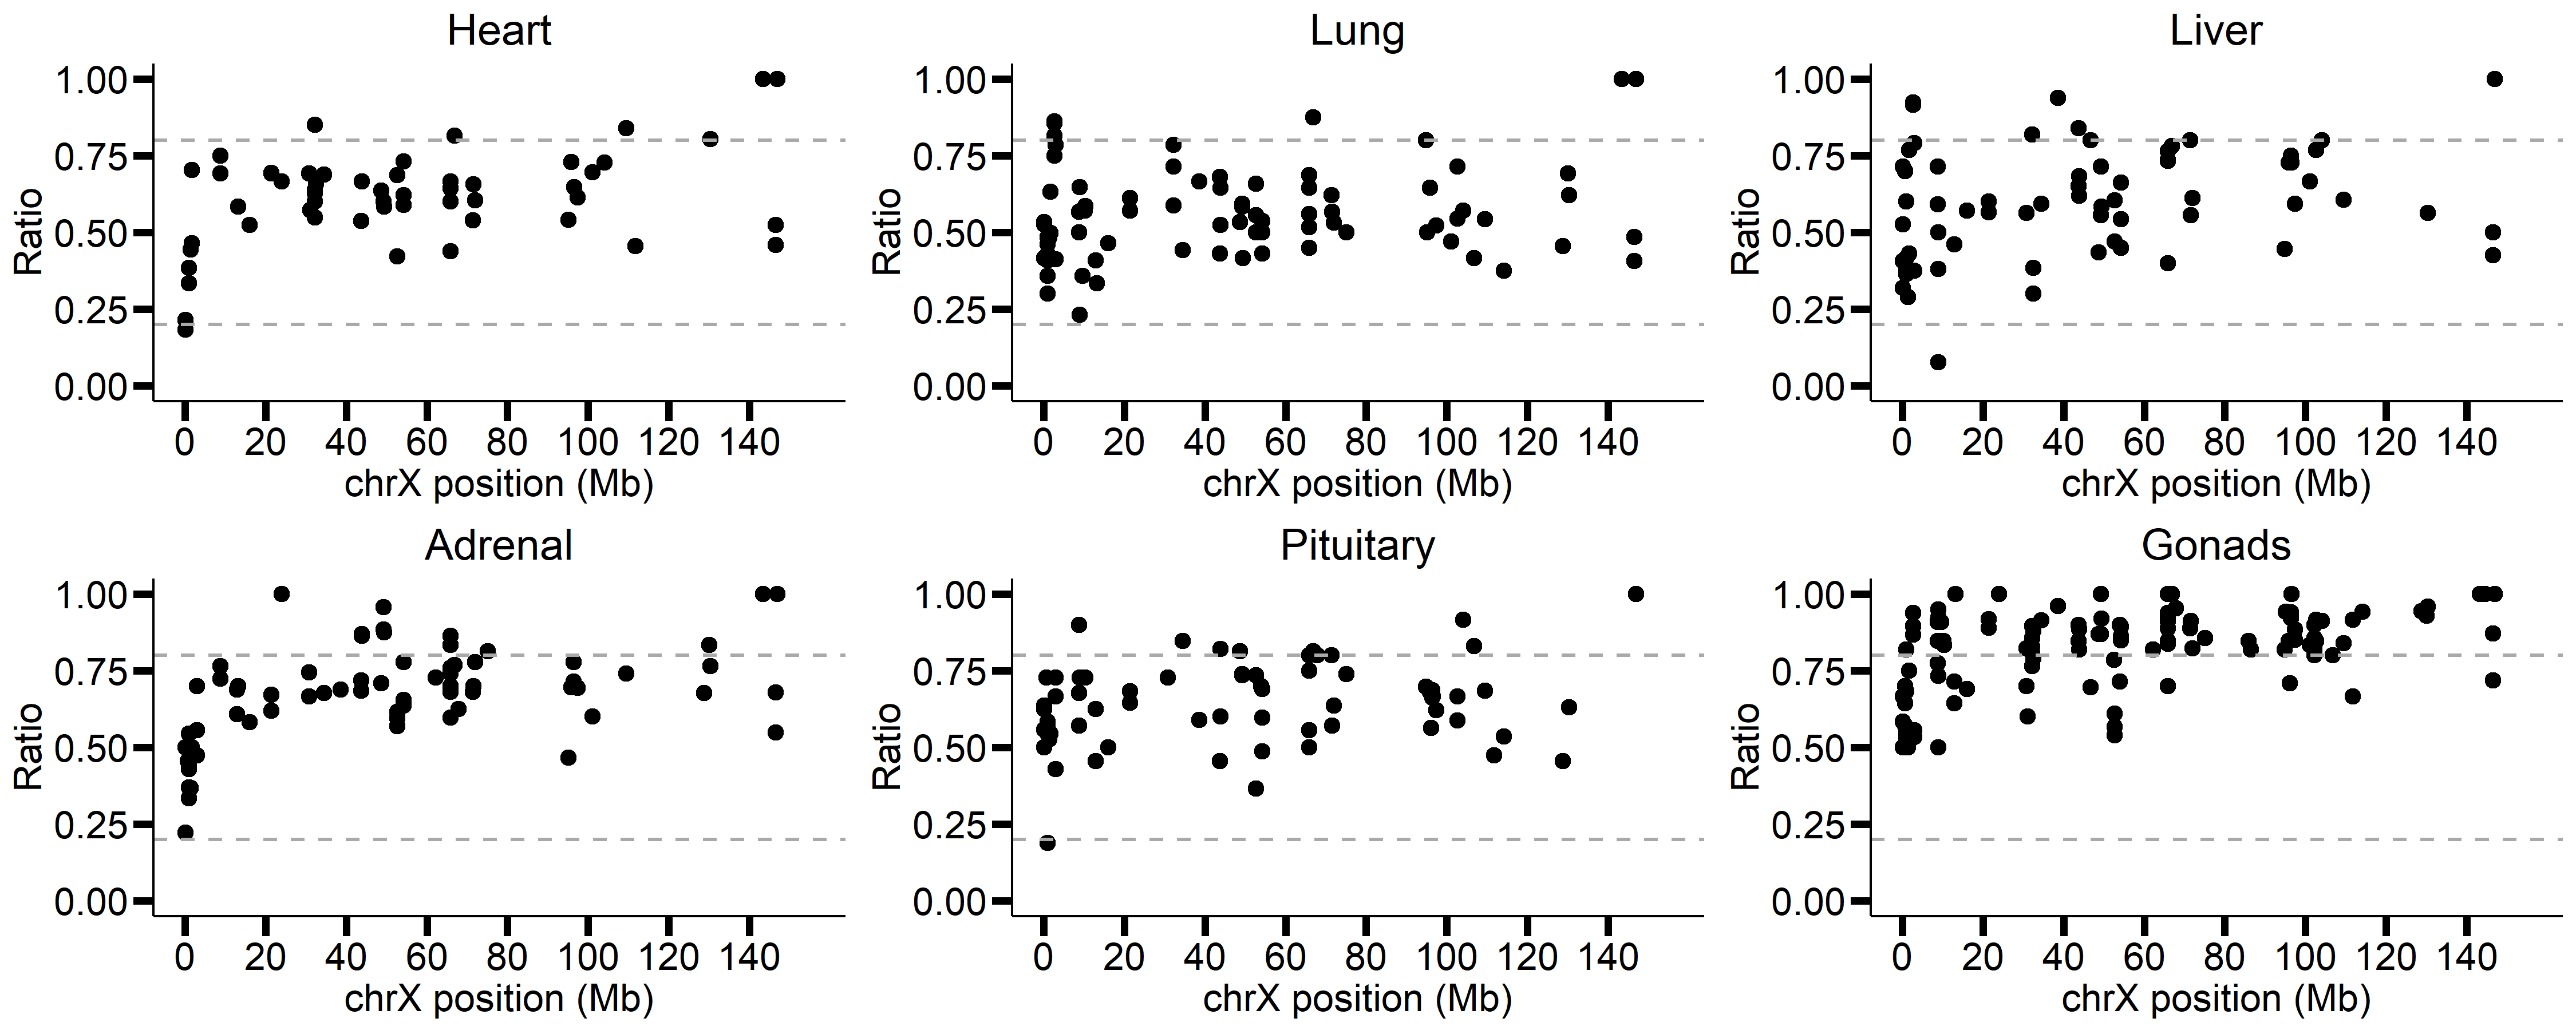 Heart Lung Liver
1.00 1.00 1.00
0.75 0.75 0.75
0.50 0.50 0.50
0.25 0.25 0.25
0.00 0.00 0.00
Ratio Ratio Ratio
0 20 40 60 80 100 120 140 0 20 40 60 80 100 120 140 0 20 40 60 80 100 120 140
chrX position (Mb) chrX position (Mb) chrX position (Mb)
Adrenal Pituitary Gonads
1.00 1.00 1.00
0.75 0.75 0.75
0.50 0.50 0.50
0.25 0.25 0.25
0.00 0.00 0.00
Ratio Ratio Ratio
0 20 40 60 80 100 120 140 0 20 40 60 80 100 120 140 0 20 40 60 80 100 120 140
chrX position (Mb) chrX position (Mb) chrX position (Mb)